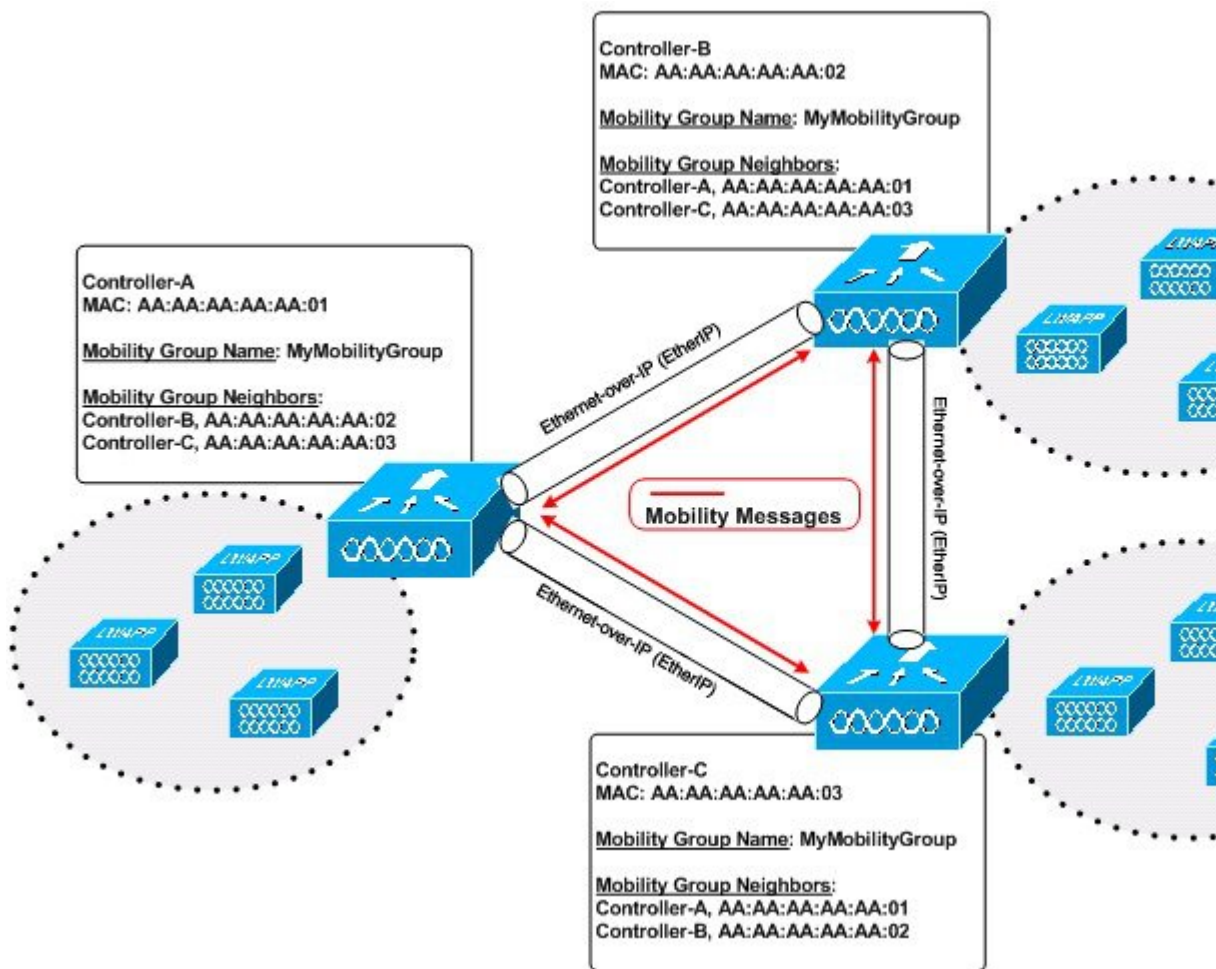 Controller-B
MAC: AA:AA:AA:AA:AA:02
Mobility Group Name: MyMobilityGroup
Mobility Group Neighbors:
Controller-A, AA:AA:AA:AA:AA:01
Controller-C, AA:AA:AA:AA:AA:03
Controller-A
MAC: AA:AA:AA:AA:AA:01
Mobility Group Name: MyMobilityGroup
Mobility Group Neighbors:
Controller-B, AA:AA:AA:AA:AA:02
Controller-C, AA:AA:AA:AA:AA:03
Ethernet-over-IP (EtherIP)
Ethernet-over-IP (EtherIP)
Ethernet-over-IP (EtherIP)
Mobility Messages
LWAPP
LWAPP
LWAPP
LWAPP
LWAPP
LWAPP
Controller-C
MAC: AA:AA:AA:AA:AA:03
Mobility Group Name: MyMobilityGroup
Mobility Group Neighbors:
Controller-A, AA:AA:AA:AA:AA:01
Controller-B, AA:AA:AA:AA:AA:02